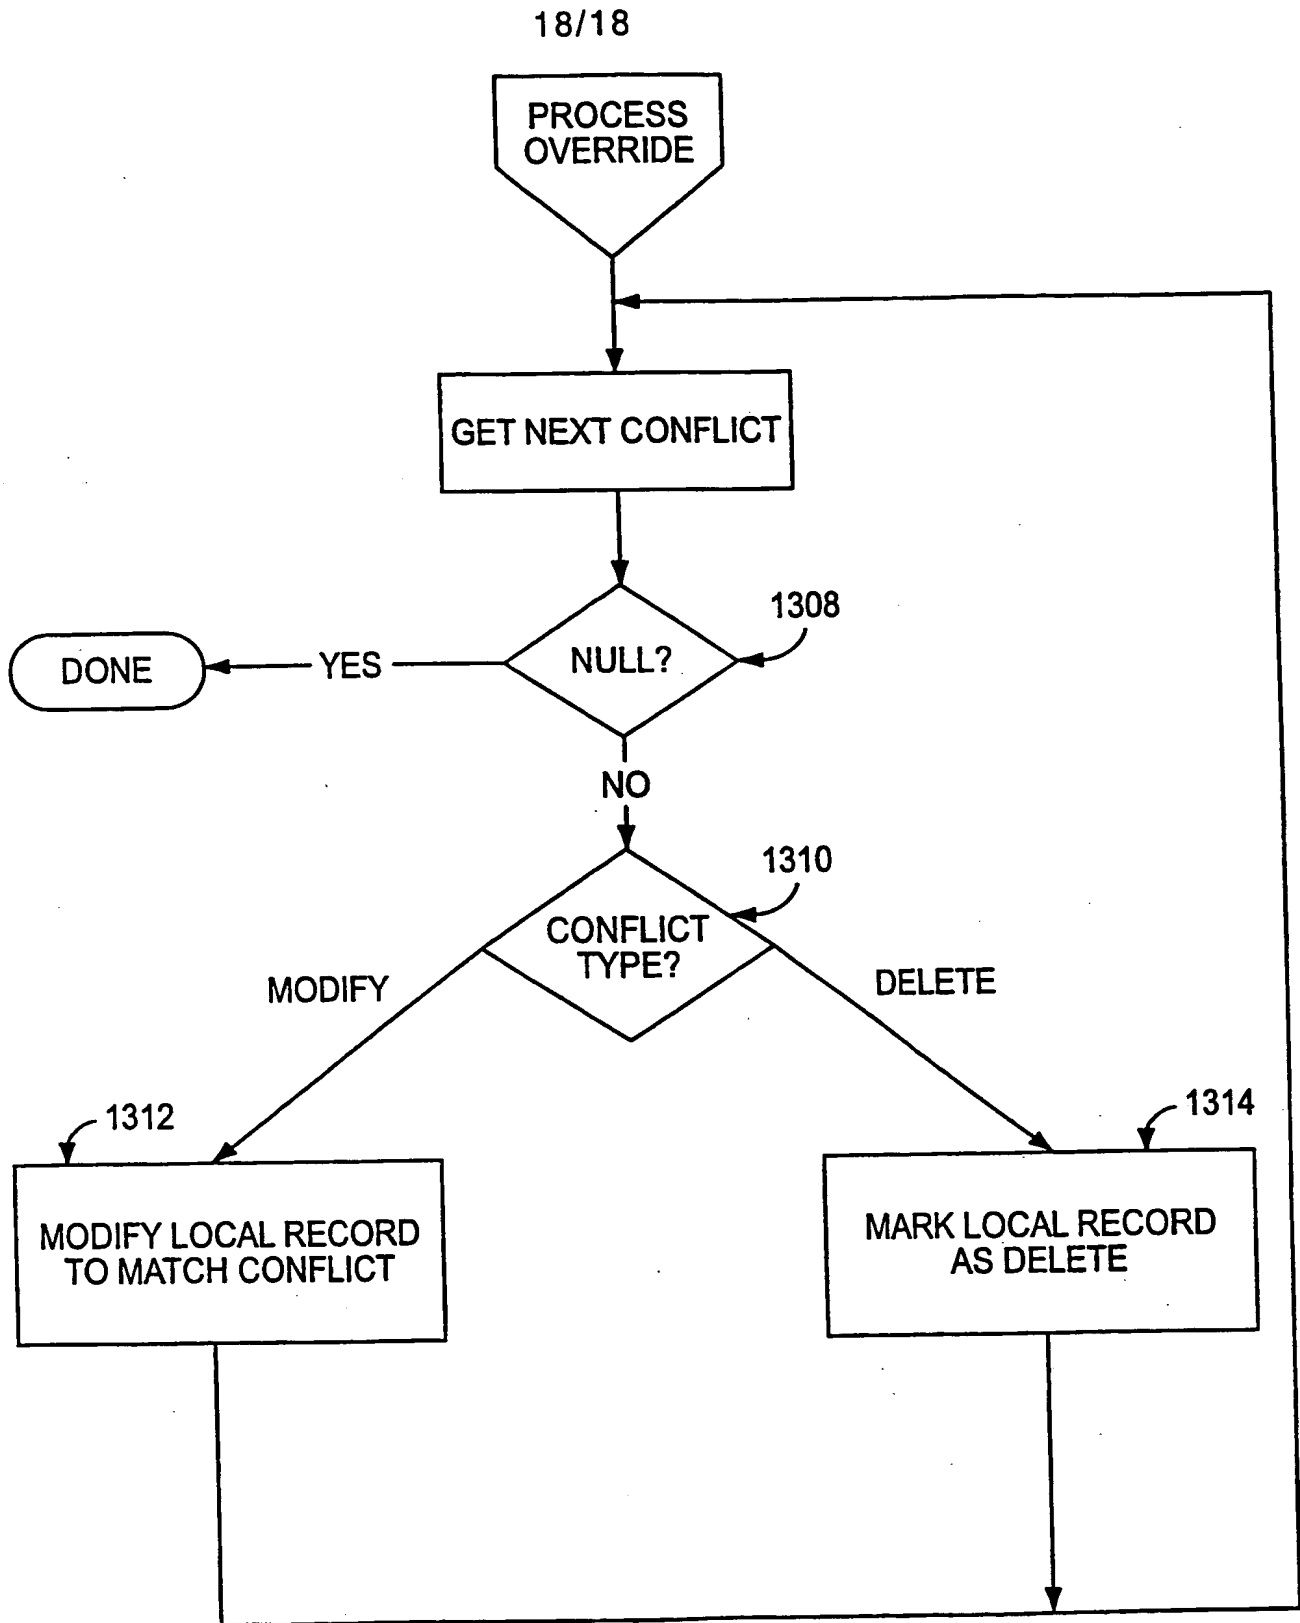 18/18
PROCESS
OVERRIDE
GET NEXT CONFLICT
1308
NULL?
YES
DONE
NO
1310
CONFLICT
TYPE?
MODIFY
DELETE
1312
1314
MODIFY LOCAL RECORD
TO MATCH CONFLICT
MARK LOCAL RECORD
AS DELETE